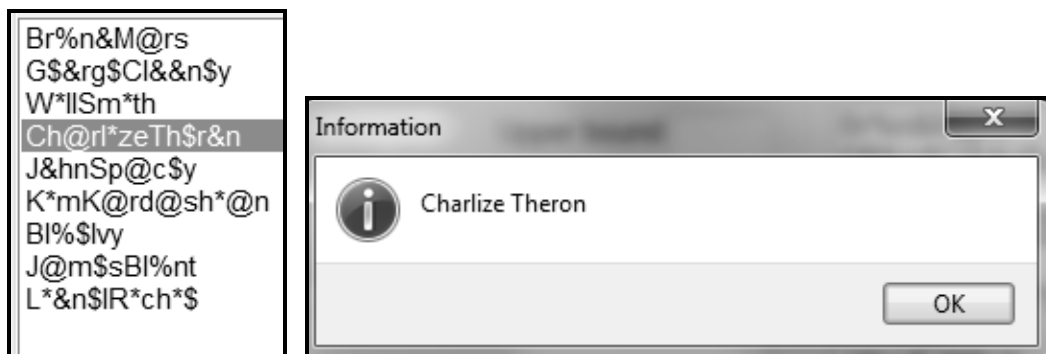 Br%n&M@rs
G$&rg$Cl&&n$y
W*llSm*th
Ch@rl*zeTh$r&n
J&hnSp@c$y
K*mK@rd@sh*@n
Bl%$Ivy
J@m$sBl%nt
L*&n$lR*ch*$
Information
X
Charlize Theron
OK